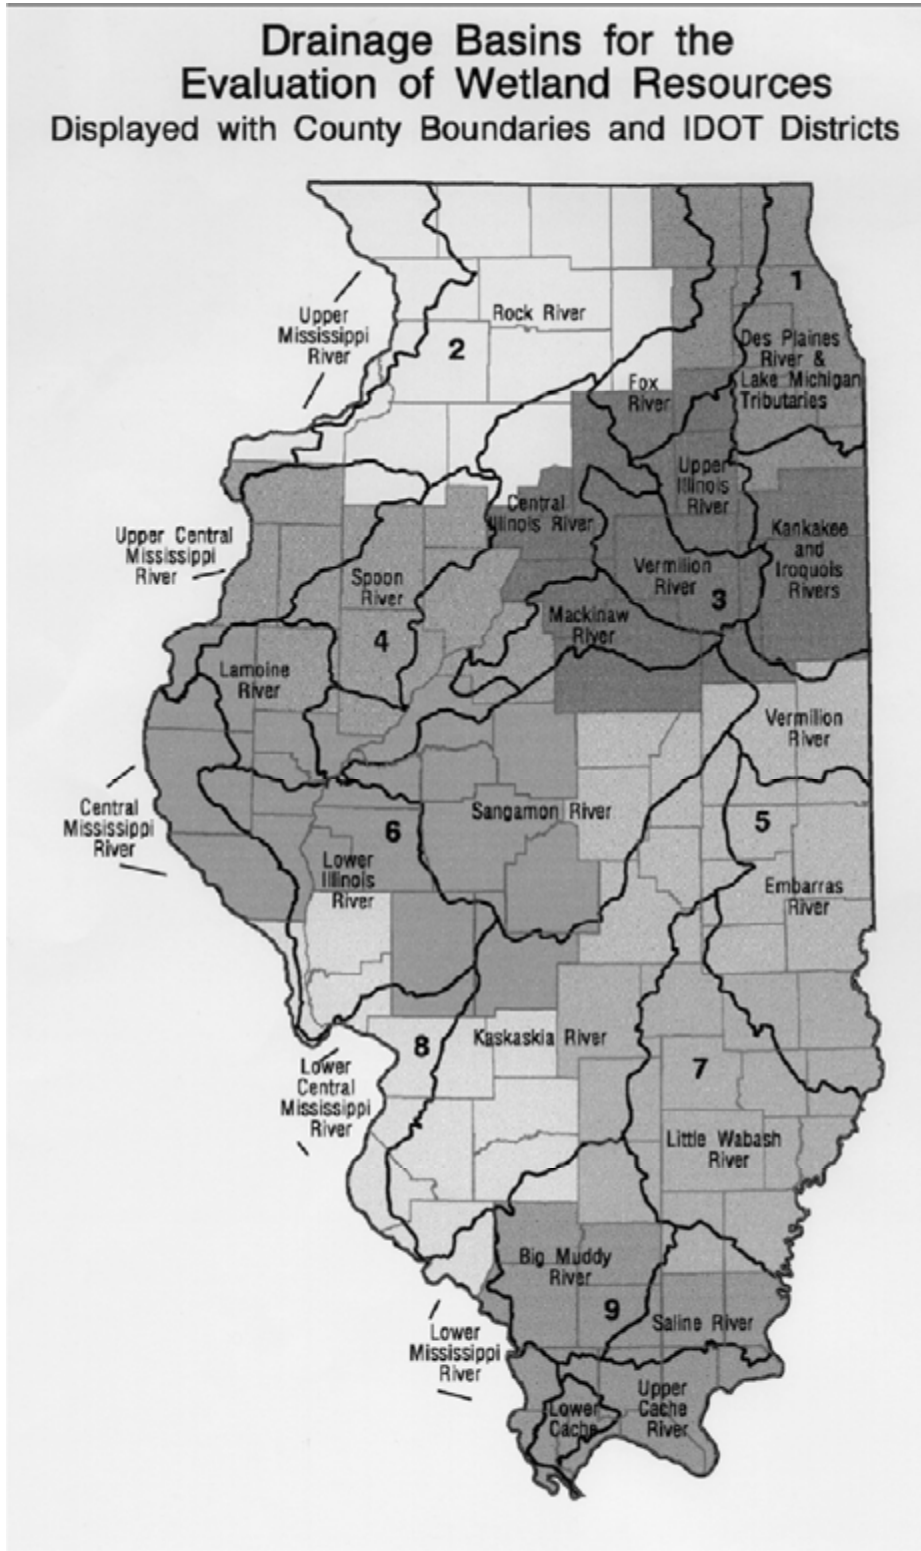 Drainage Basins for the
Evaluation of Wetland Resources
Displayed with County Boundaries and IDOT Districts
1
Upper
Mississippi
River
Rock River
2
Des Plaines
River &
Lake Michigan
Tributaries
Fox
River
Upper
Illinois
River
Central
Illinois River
Kankakee
and
Iroquois
Rivers
Upper Central
Mississippi
River
Spoon
River
Vermilion
River
3
Mackinaw
River
4
Lamoine
River
Vermilion
River
Central
Mississippi
River
Sangamon River
5
6
Lower
Illinois
River
Embarras
River
8
Kaskaskia River
7
Lower
Central
Mississippi
River
Little Wabash
River
Big Muddy
River
9
Saline River
Lower
Mississippi
River
Upper
Cache
River
Lower
Cache